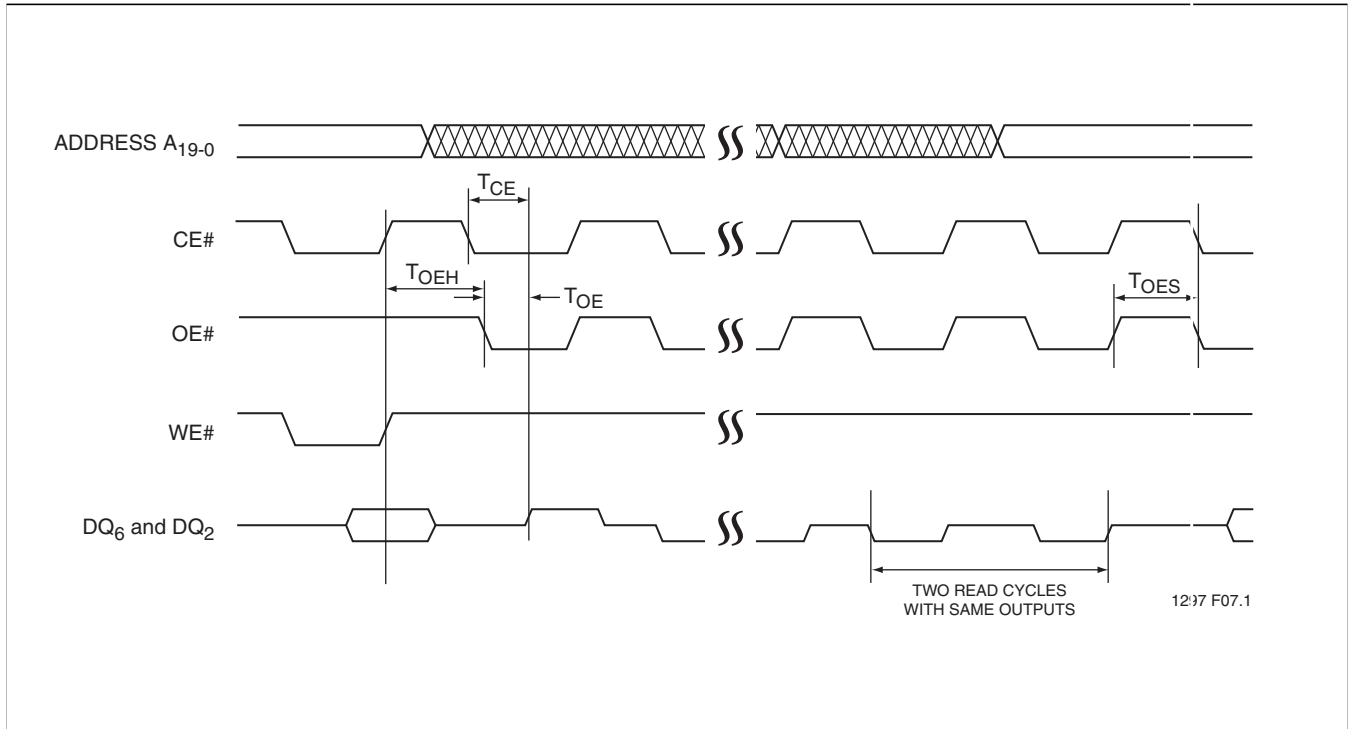 ADDRESS A19-0
TCE
CE#
TOEH
TOE
TOES
OE#
WE#
DQ6 and DQ2
TWO READ CYCLES
WITH SAME OUTPUTS
1297 F07.1